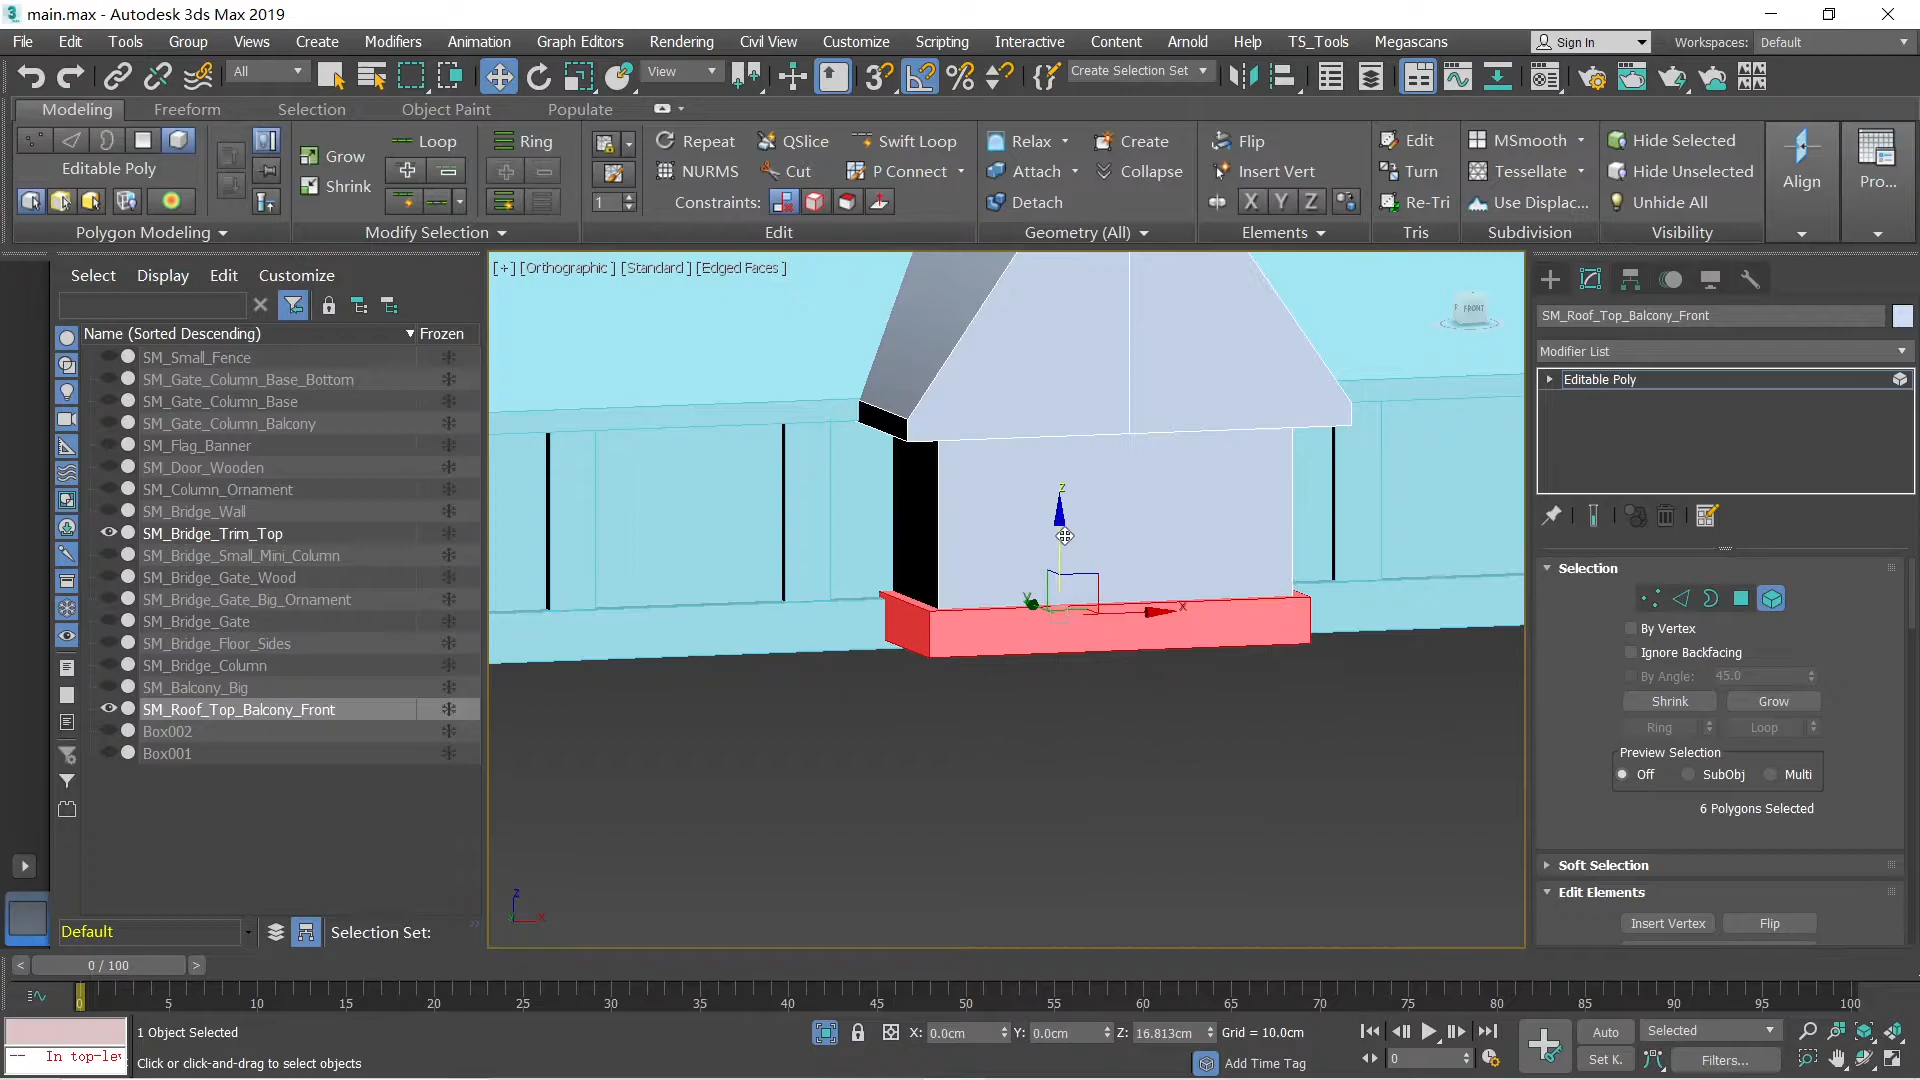 main.max - Autodesk 3ds Max 2019
File Edit Tools Group Views Create Modifiers Animation Graph Editors Rendering Civil View Customize Scripting Interactive Content Arnold Help TS_Tools Megascans Sign In Workspaces: Default
All View Create Selection Set
Modeling Freeform Selection Object Paint Populate
Loop Ring Repeat QSlice Swift Loop Relax Create Flip Edit MSmooth Hide Selected
Grow
Editable Poly NURMS Cut P Connect Attach Collapse Insert Vert Turn Tessellate Hide Unselected Align Pro...
Shrink
1 Constraints: Detach X Y Z Re-Tri Use Displac... Unhide All
Polygon Modeling Modify Selection Edit Geometry (All) Elements Tris Subdivision Visibility
Select Display Edit Customize
[+] [Orthographic ] [Standard ] [Edged Faces ]
FRONT
Name (Sorted Descending) Frozen
SM_Small_Fence
SM_Gate_Column_Base_Bottom
SM_Gate_Column_Base
SM_Gate_Column_Balcony
SM_Flag_Banner
SM_Door_Wooden
SM_Column_Ornament
SM_Bridge_Wall
SM_Bridge_Trim_Top
SM_Bridge_Small_Mini_Column
SM_Bridge_Gate_Wood
SM_Bridge_Gate_Big_Ornament
SM_Bridge_Gate
SM_Bridge_Floor_Sides
SM_Bridge_Column
SM_Balcony_Big
SM_Roof_Top_Balcony_Front
Box002
Box001
z
y
x
z
x
SM_Roof_Top_Balcony_Front
Modifier List
Editable Poly
Selection
By Vertex
Ignore Backfacing
By Angle: 45.0
Shrink Grow
Ring Loop
Preview Selection
Off SubObj Multi
6 Polygons Selected
Soft Selection
Edit Elements
Insert Vertex Flip
Default Selection Set:
< 0 / 100 >
0 5 10 15 20 25 30 35 40 45 50 55 60 65 70 75 80 85 90 95 100
1 Object Selected X: 0.0cm Y: 0.0cm Z: 16.813cm Grid = 10.0cm Auto Selected
-- In top-lev Click or click-and-drag to select objects Add Time Tag 0 Set K. Filters...